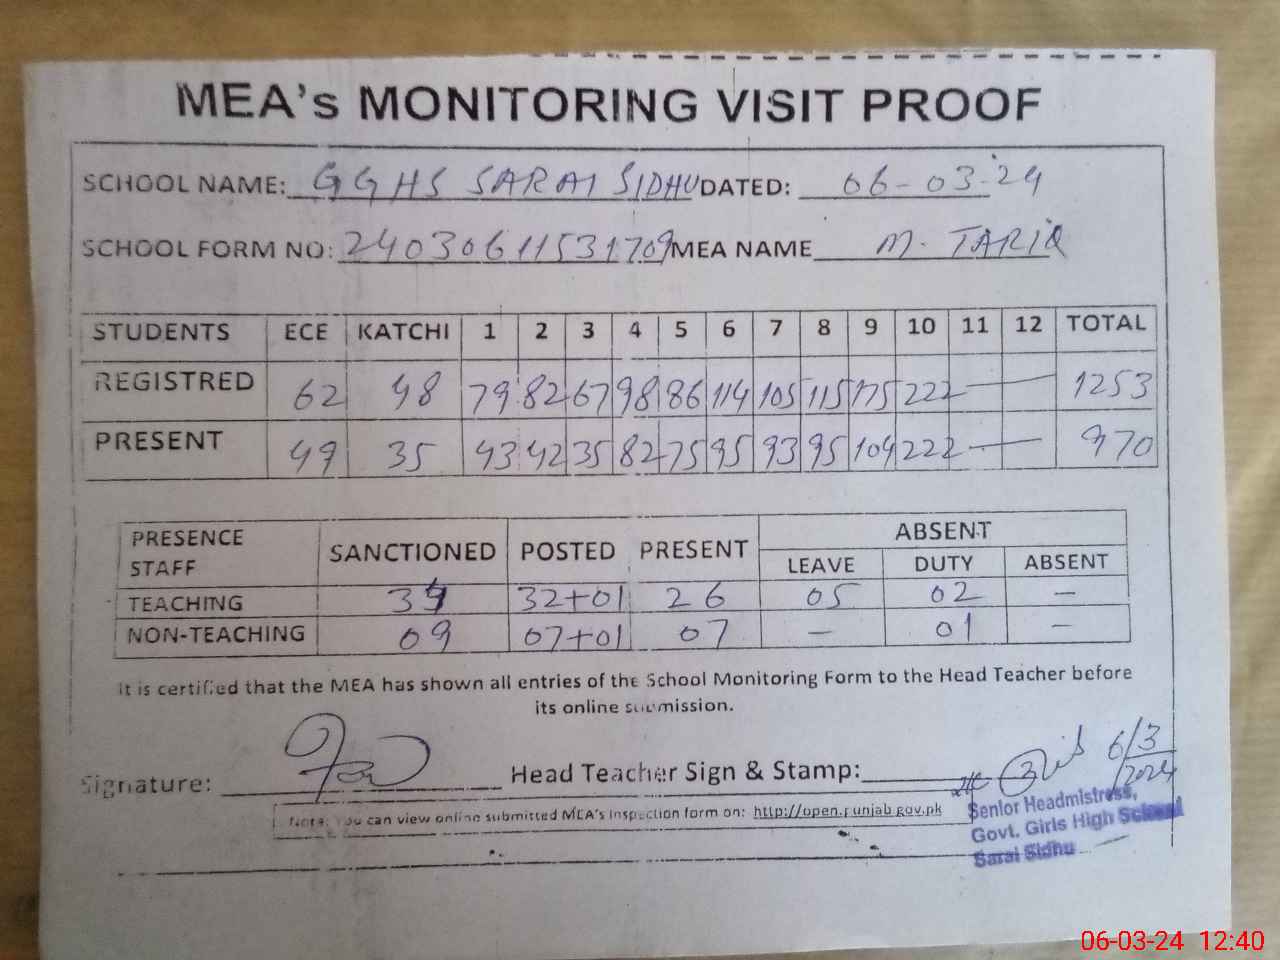 MEA's MONITORING VISIT PROOF
SCHOOL NAME: GGHS SARAI SIDHU DATED: 06-03-24
SCHOOL FORM NO: 24030611531709 MEA NAME M. TARIQ
STUDENTS ECE KATCHI 1 2 3 4 5 6 7 8 9 10 11 12 TOTAL
REGISTRED 62 48 79 82 67 98 86 114 105 115 175 222 — 1253
PRESENT 49 35 43 42 35 82 75 95 93 95 104 222 — 970
PRESENCE STAFF SANCTIONED POSTED PRESENT ABSENT
LEAVE DUTY ABSENT
TEACHING 34 32+01 26 05 02 –
NON-TEACHING 09 07+01 07 – 01 –
It is certified that the MEA has shown all entries of the School Monitoring Form to the Head Teacher before
its online submission.
Signature: Head Teacher Sign & Stamp: 6/3/2024
Note: You can view online submitted MEA's Inspection form on: http://open.punjab.gov.pk
Senior Headmistress,
Govt. Girls High School
Sarai Sidhu
06-03-24 12:40